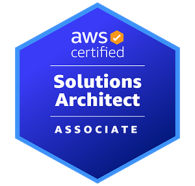 aws
certified
Solutions
Architect
ASSOCIATE